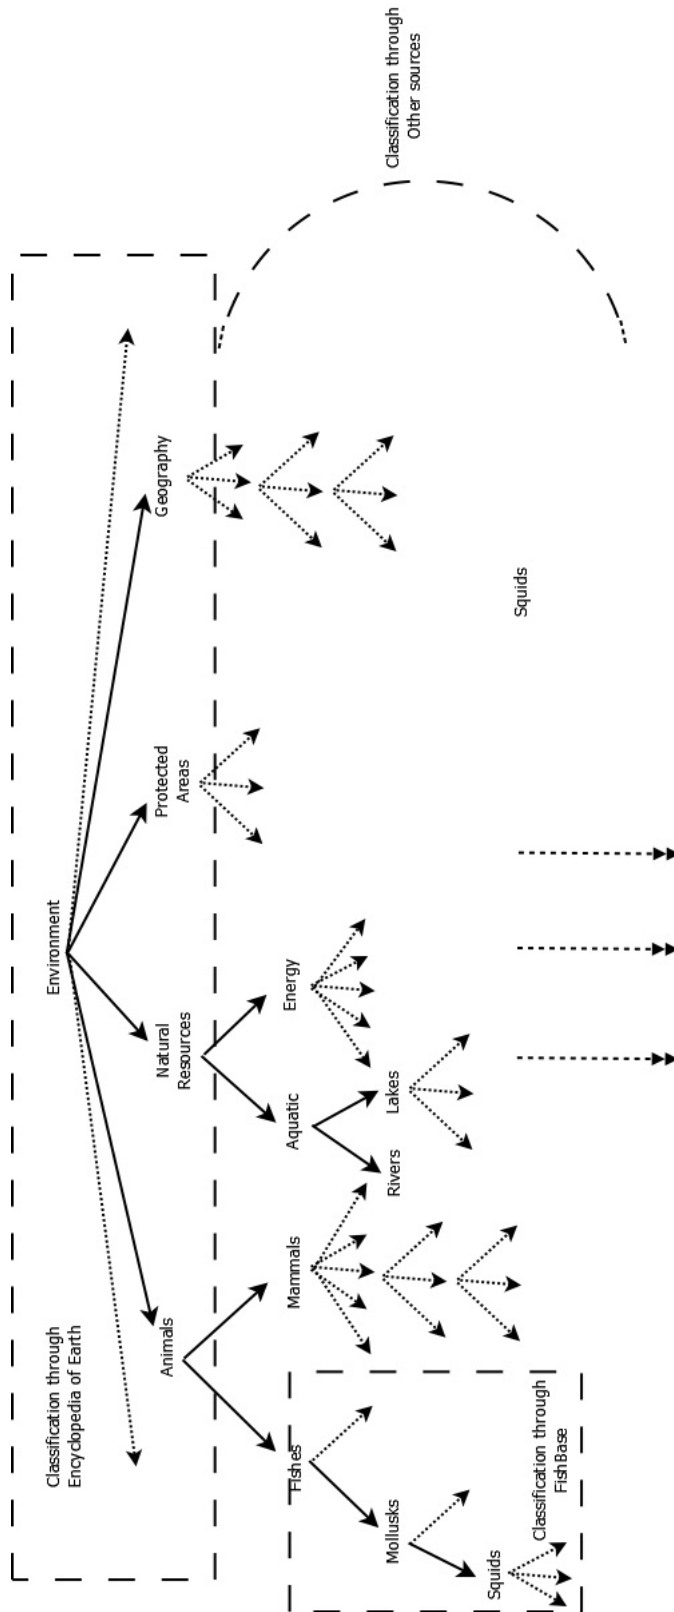 Classification through
Encyclopedia of Earth
Environment
Animals
Natural
Resources
Protected
Areas
Geography
Classification through
Other sources
Fishes
Mammals
Aquatic
Energy
Mollusks
Rivers
Lakes
Squids
Squids
Classification through
FishBase